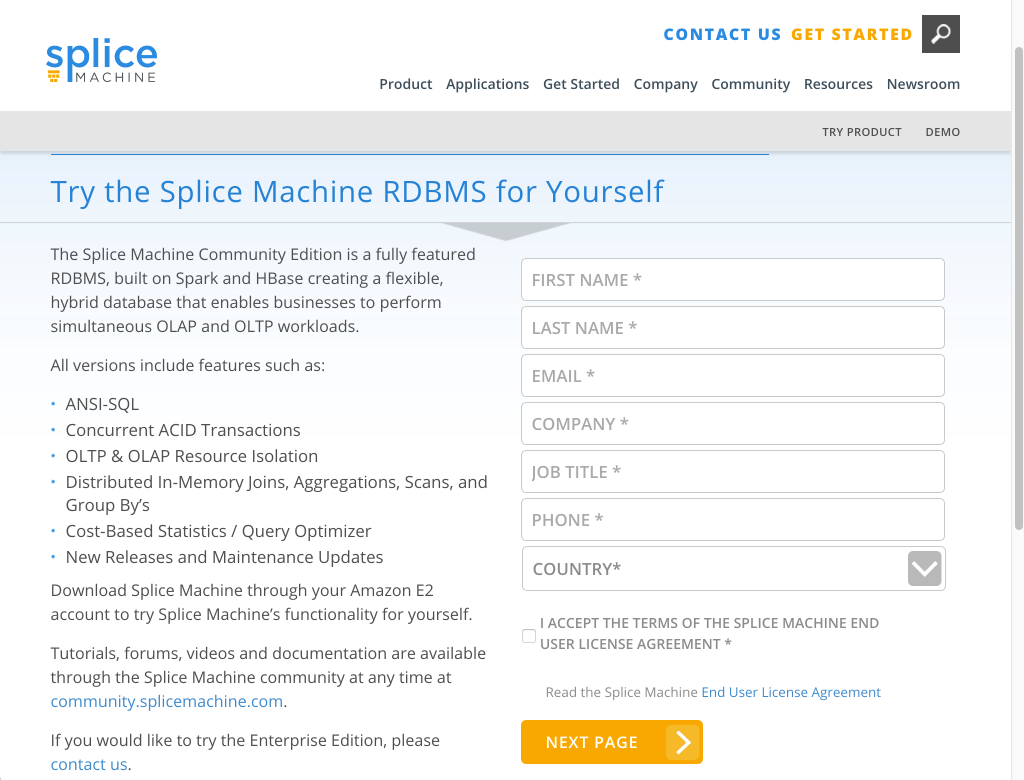 CONTACT US GET STARTED
splice
MACHINE
Product Applications Get Started Company Community Resources Newsroom
TRY PRODUCT DEMO
Try the Splice Machine RDBMS for Yourself
The Splice Machine Community Edition is a fully featured
RDBMS, built on Spark and HBase creating a flexible,
hybrid database that enables businesses to perform
simultaneous OLAP and OLTP workloads.
All versions include features such as:
• ANSI-SQL
• Concurrent ACID Transactions
• OLTP & OLAP Resource Isolation
• Distributed In-Memory Joins, Aggregations, Scans, and
Group By’s
• Cost-Based Statistics / Query Optimizer
• New Releases and Maintenance Updates
Download Splice Machine through your Amazon E2
account to try Splice Machine’s functionality for yourself.
Tutorials, forums, videos and documentation are available
through the Splice Machine community at any time at
community.splicemachine.com.
If you would like to try the Enterprise Edition, please
contact us.
FIRST NAME *
LAST NAME *
EMAIL *
COMPANY *
JOB TITLE *
PHONE *
COUNTRY*
I ACCEPT THE TERMS OF THE SPLICE MACHINE END
USER LICENSE AGREEMENT *
Read the Splice Machine End User License Agreement
NEXT PAGE